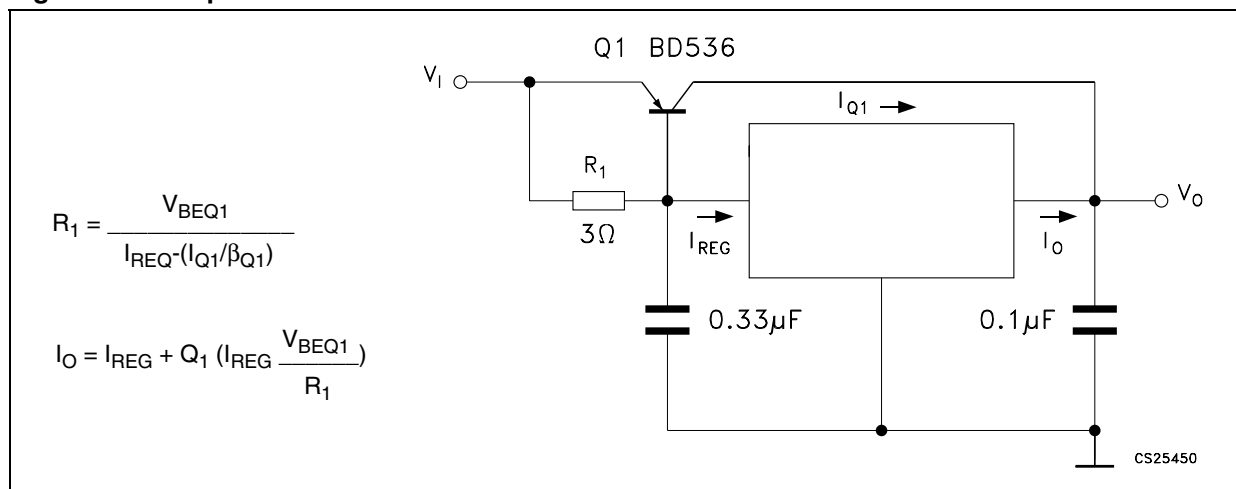 Q1 BD536
V_I
I_Q1
R_1
3Ω
I_REG
I_O
V_O
0.33µF
0.1µF
R_1 = V_BEQ1
I_REQ-(I_Q1/β_Q1)
I_O = I_REG + Q_1 (I_REG V_BEQ1 / R_1)
CS25450